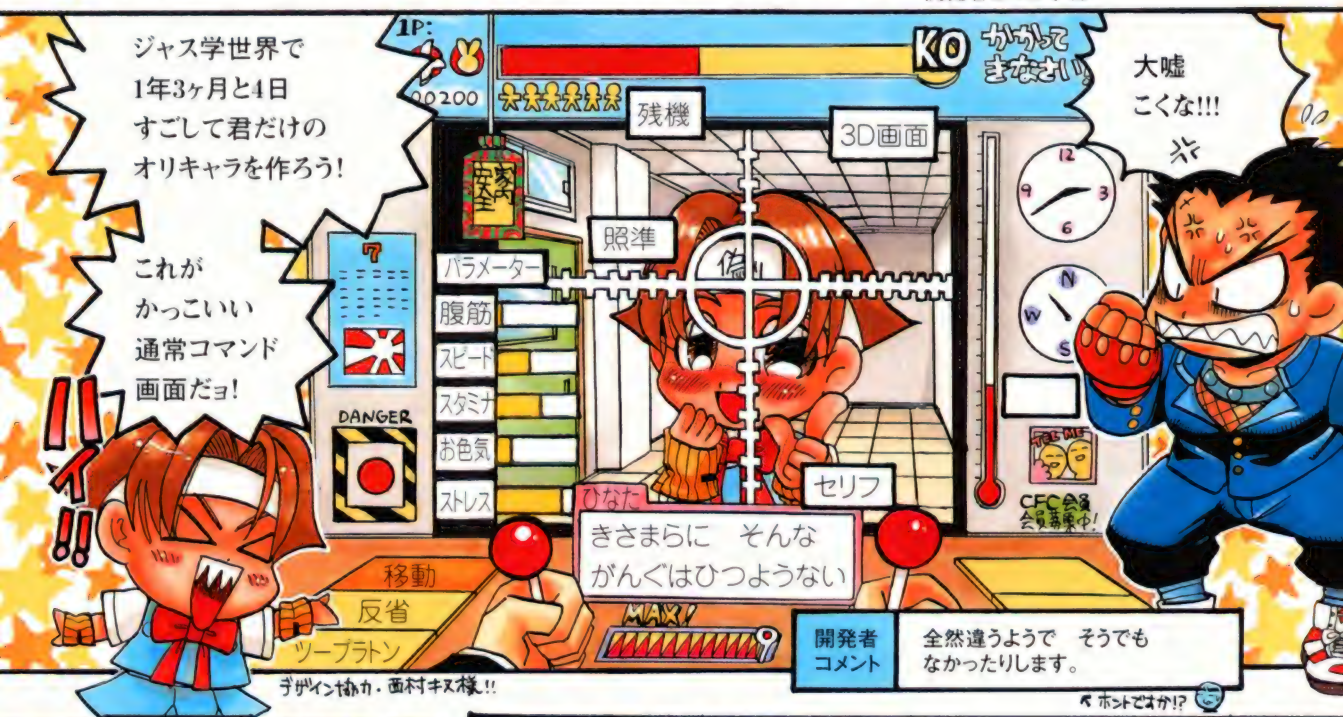 ジャス学世界で
1年3ヶ月と4日
すごして君だけの
オリキャラを作ろう!
これが
かっこいい
通常コマンド
画面だョ!
ハイ!!
1P:
00200
KO
かかって
きなさい
残機
3D画面
照準
偽り
家内
安全
7
DANGER
パラメーター
腹筋
スピード
スタミナ
お色気
ストレス
移動
反省
ツープラトン
ひなた
セリフ
きさまらに そんな
がんぐはひつようない
MAX!
12
9 3
6
N
W
S
TEL ME
CFC会員
会員募集中!
大嘘
こくな!!!
開発者
コメント
全然違うようで そうでも
なかったりします。
ホントですか!?
デザイン協力・西村キヌ様!!